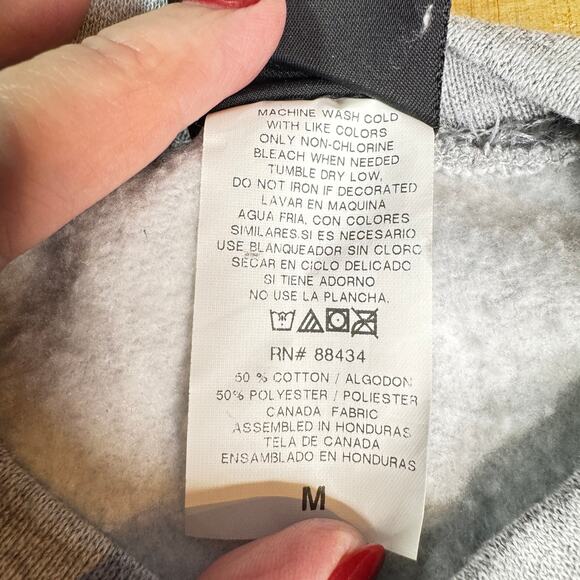 MACHINE WASH COLD
WITH LIKE COLORS
ONLY NON-CHLORINE
BLEACH WHEN NEEDED
TUMBLE DRY LOW,
DO NOT IRON IF DECORATED
LAVAR EN MAQUINA
AGUA FRIA, CON COLORES
SIMILARES.SI ES NECESARIO
USE BLANQUEADOR SIN CLORO
SECAR EN CICLO DELICADO
SI TIENE ADORNO
NO USE LA PLANCHA.
RN# 88434
50 % COTTON / ALGODON
50% POLYESTER / POLIESTER
CANADA FABRIC
ASSEMBLED IN HONDURAS
TELA DE CANADA
ENSAMBLADO EN HONDURAS
M